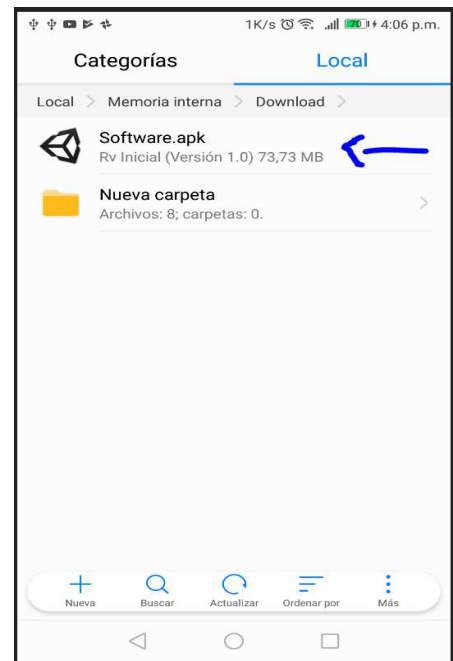 1K/s 70 4:06 p.m.
Categorías Local
Local > Memoria interna > Download >
Software.apk
Rv Inicial (Versión 1.0) 73,73 MB
Nueva carpeta
Archivos: 8; carpetas: 0.
Nueva Buscar Actualizar Ordenar por Más